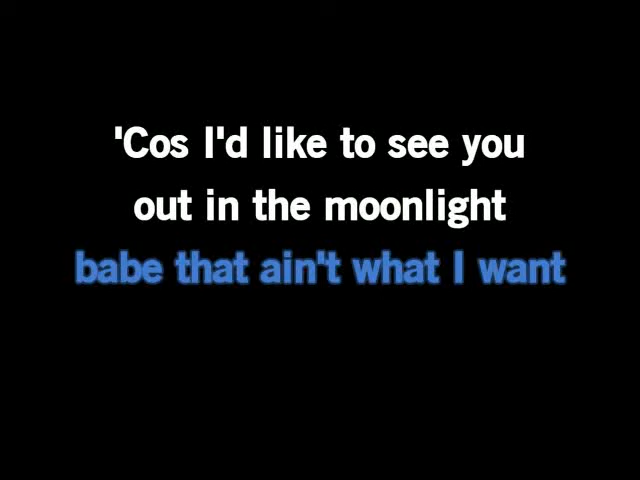 'Cos I'd like to see you
out in the moonlight
babe that ain't what I want